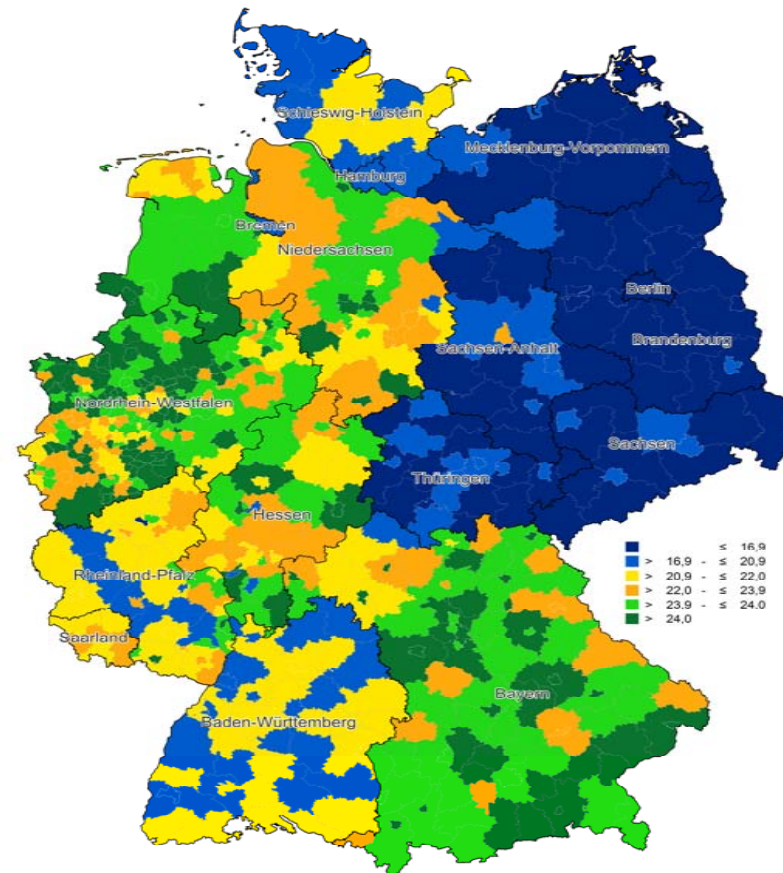 Schleswig-Holstein
Mecklenburg-Vorpommern
Hamburg
Bremen
Niedersachsen
Berlin
Sachsen-Anhalt
Brandenburg
Nordrhein-Westfalen
Sachsen
Thüringen
Hessen
Rheinland-Pfalz
Saarland
Bayern
Baden-Württemberg
≤ 16,9
> 16,9 - ≤ 20,9
> 20,9 - ≤ 22,0
> 22,0 - ≤ 23,9
> 23,9 - ≤ 24,0
> 24,0